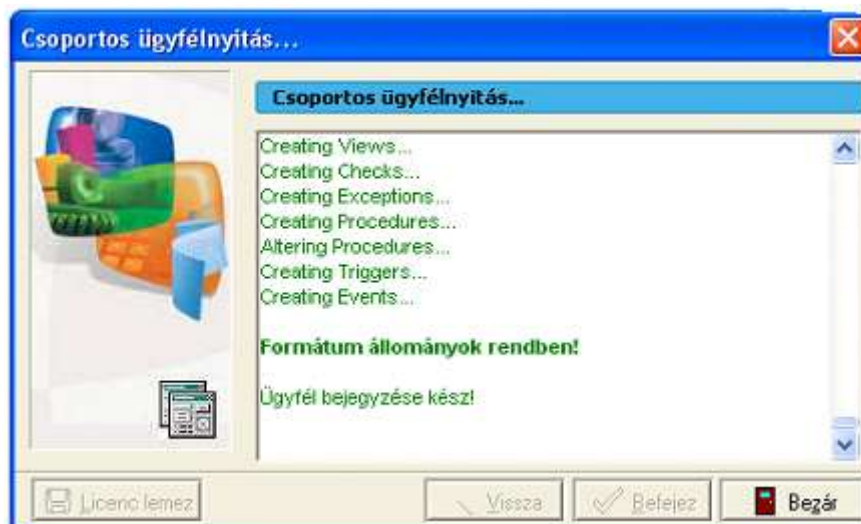 Csoportos ügyfélnyitás...
Csoportos ügyfélnyitás...
Creating Views...
Creating Checks...
Creating Exceptions...
Creating Procedures...
Altering Procedures...
Creating Triggers...
Creating Events...
Formátum állományok rendben!
Ügyfél bejegyzése kész!
Licenc lemez
Vissza
Befejez
Bezár